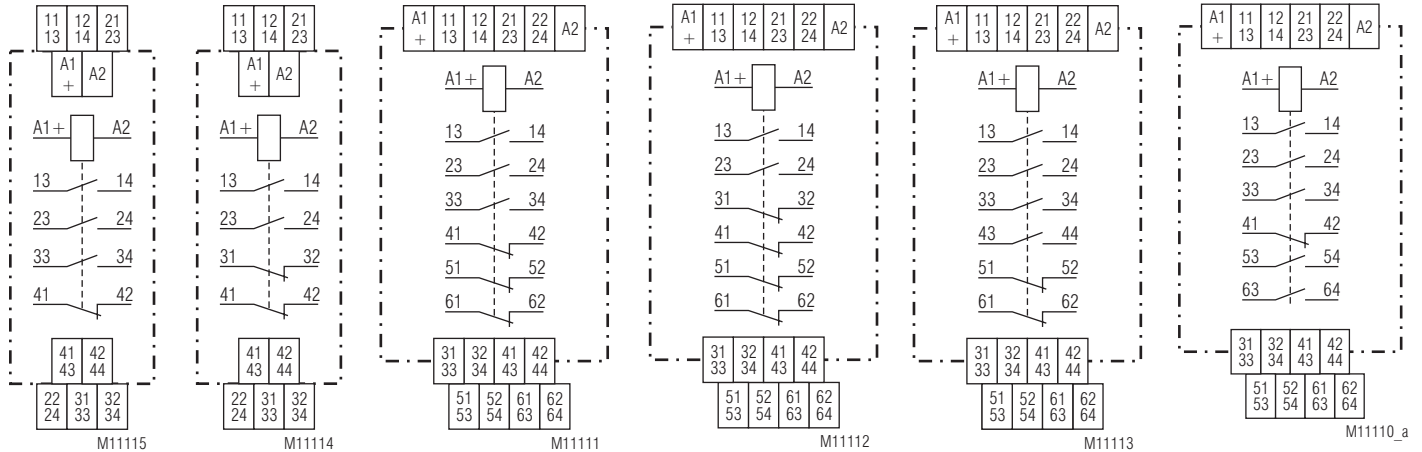 11 12 21
13 14 23
A1 A2
+
A1+ A2
13 14
23 24
33 34
41 42
41 42
43 44
22 31 32
24 33 34
M11115
11 12 21
13 14 23
A1 A2
+
A1+ A2
13 14
23 24
31 32
41 42
41 42
43 44
22 31 32
24 33 34
M11114
A1 11 12 21 22 A2
+ 13 14 23 24
A1+ A2
13 14
23 24
33 34
41 42
51 52
61 62
31 32 41 42
33 34 43 44
51 52 61 62
53 54 63 64
M11111
A1 11 12 21 22 A2
+ 13 14 23 24
A1+ A2
13 14
23 24
31 32
41 42
51 52
61 62
31 32 41 42
33 34 43 44
51 52 61 62
53 54 63 64
M11112
A1 11 12 21 22 A2
+ 13 14 23 24
A1+ A2
13 14
23 24
33 34
43 44
51 52
61 62
31 32 41 42
33 34 43 44
51 52 61 62
53 54 63 64
M11113
A1 11 12 21 22 A2
+ 13 14 23 24
A1+ A2
13 14
23 24
33 34
41 42
53 54
63 64
31 32 41 42
33 34 43 44
51 52 61 62
53 54 63 64
M11110_a